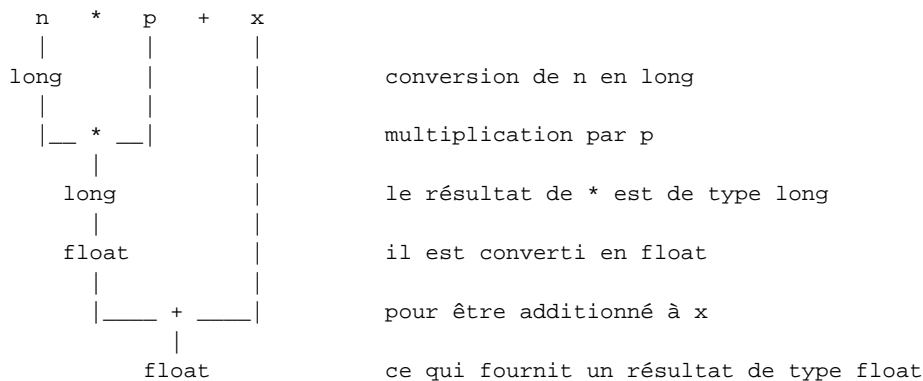 n * p + x
long conversion de n en long
* multiplication par p
long le résultat de * est de type long
float il est converti en float
+ pour être additionné à x
float ce qui fournit un résultat de type float